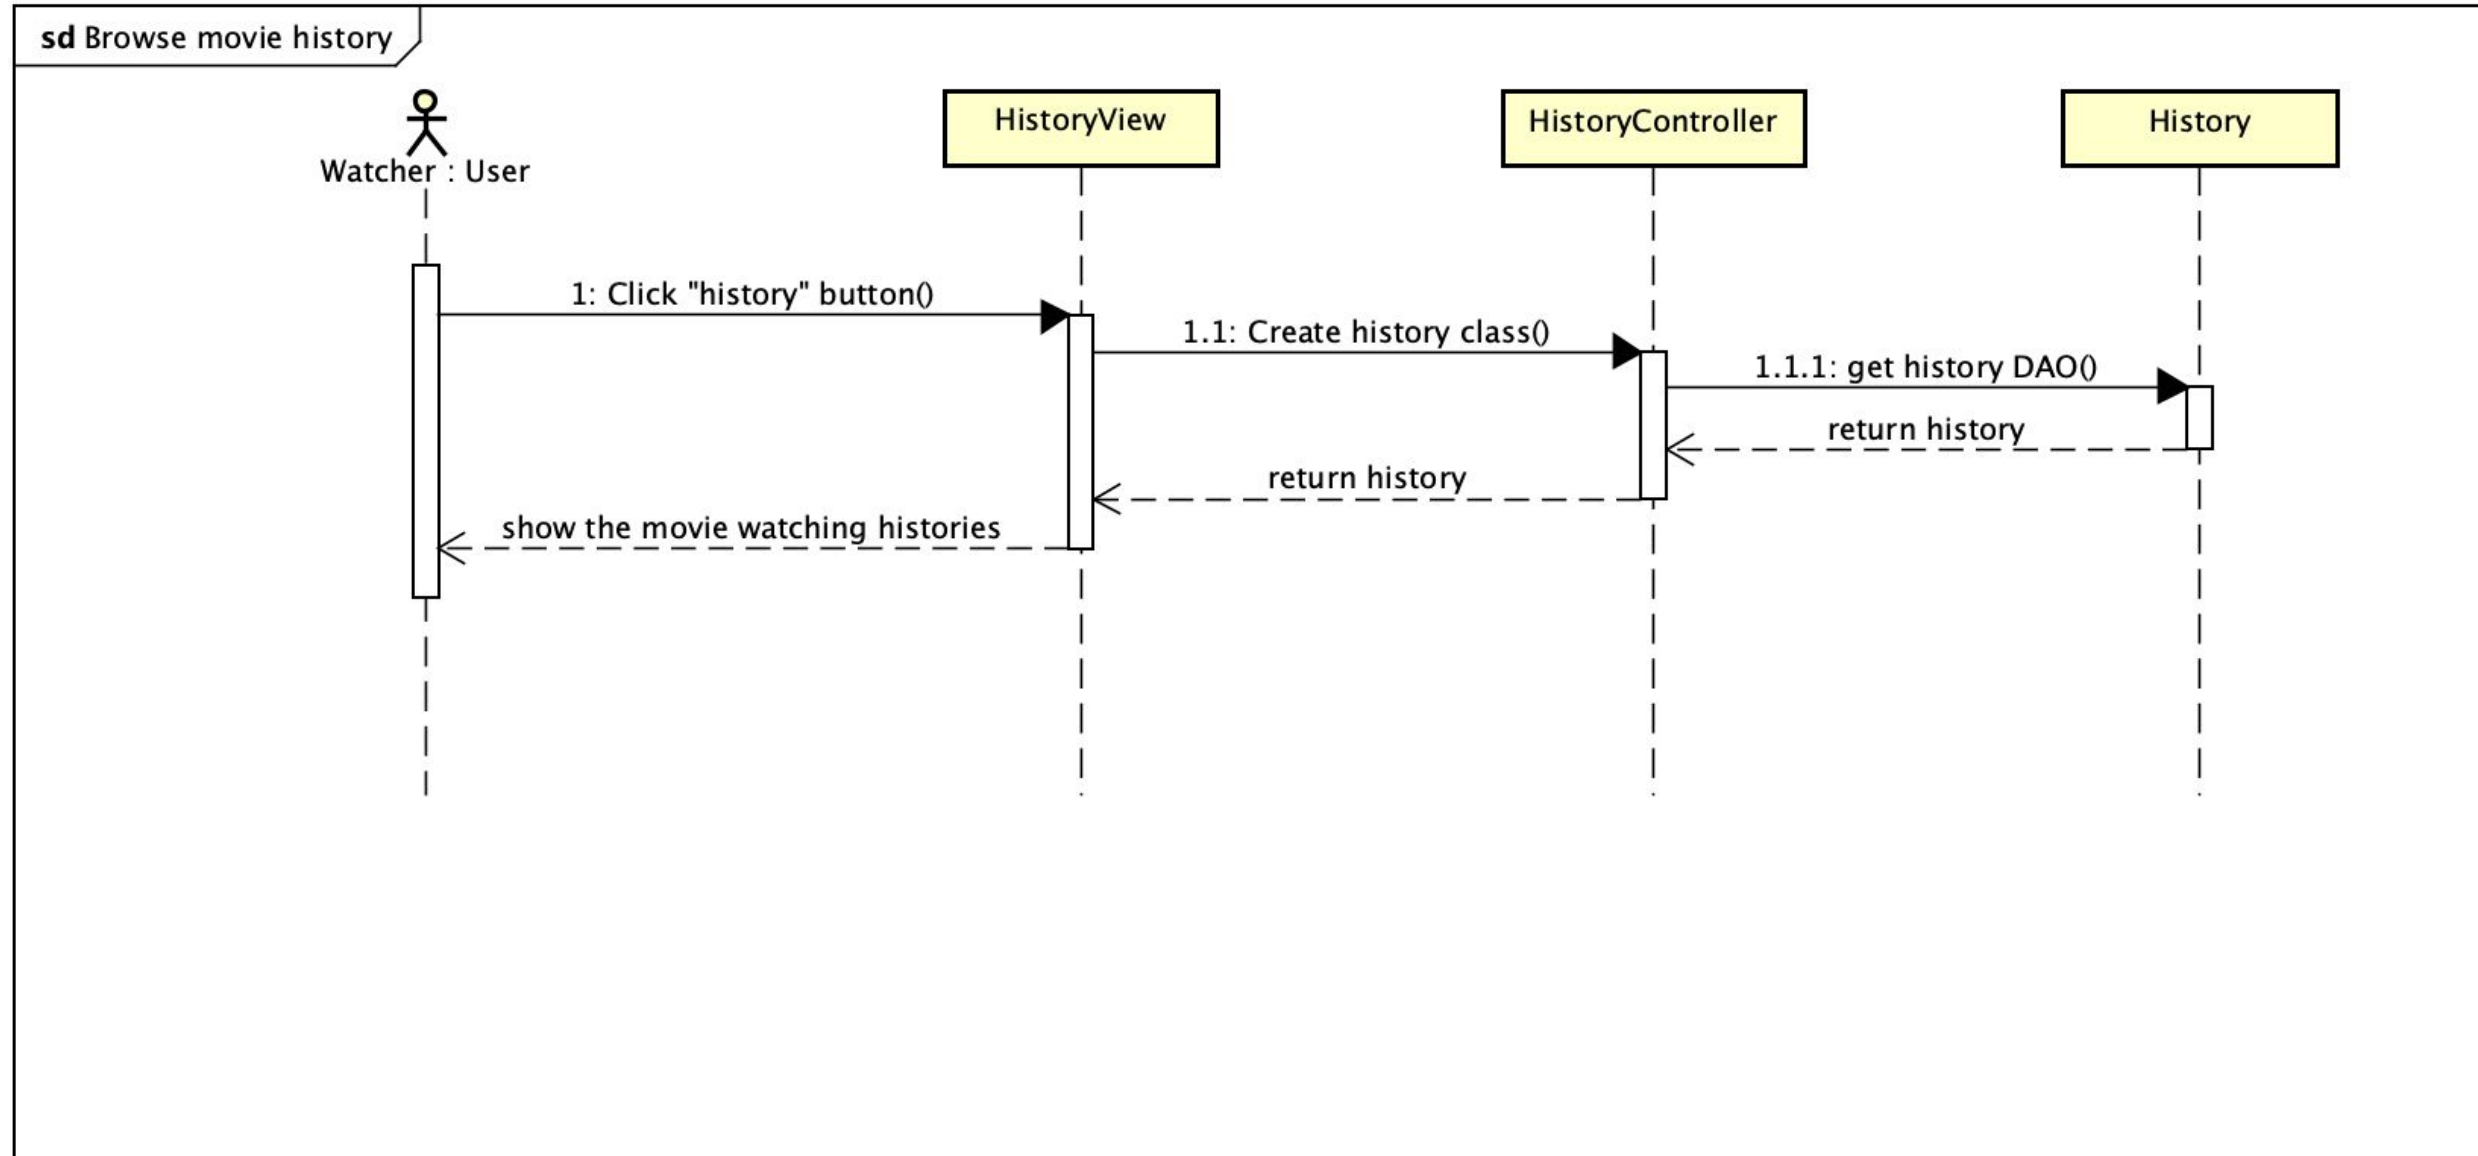 sd Browse movie history
Watcher : User
HistoryView
HistoryController
History
1: Click "history" button()
1.1: Create history class()
1.1.1: get history DAO()
return history
return history
show the movie watching histories